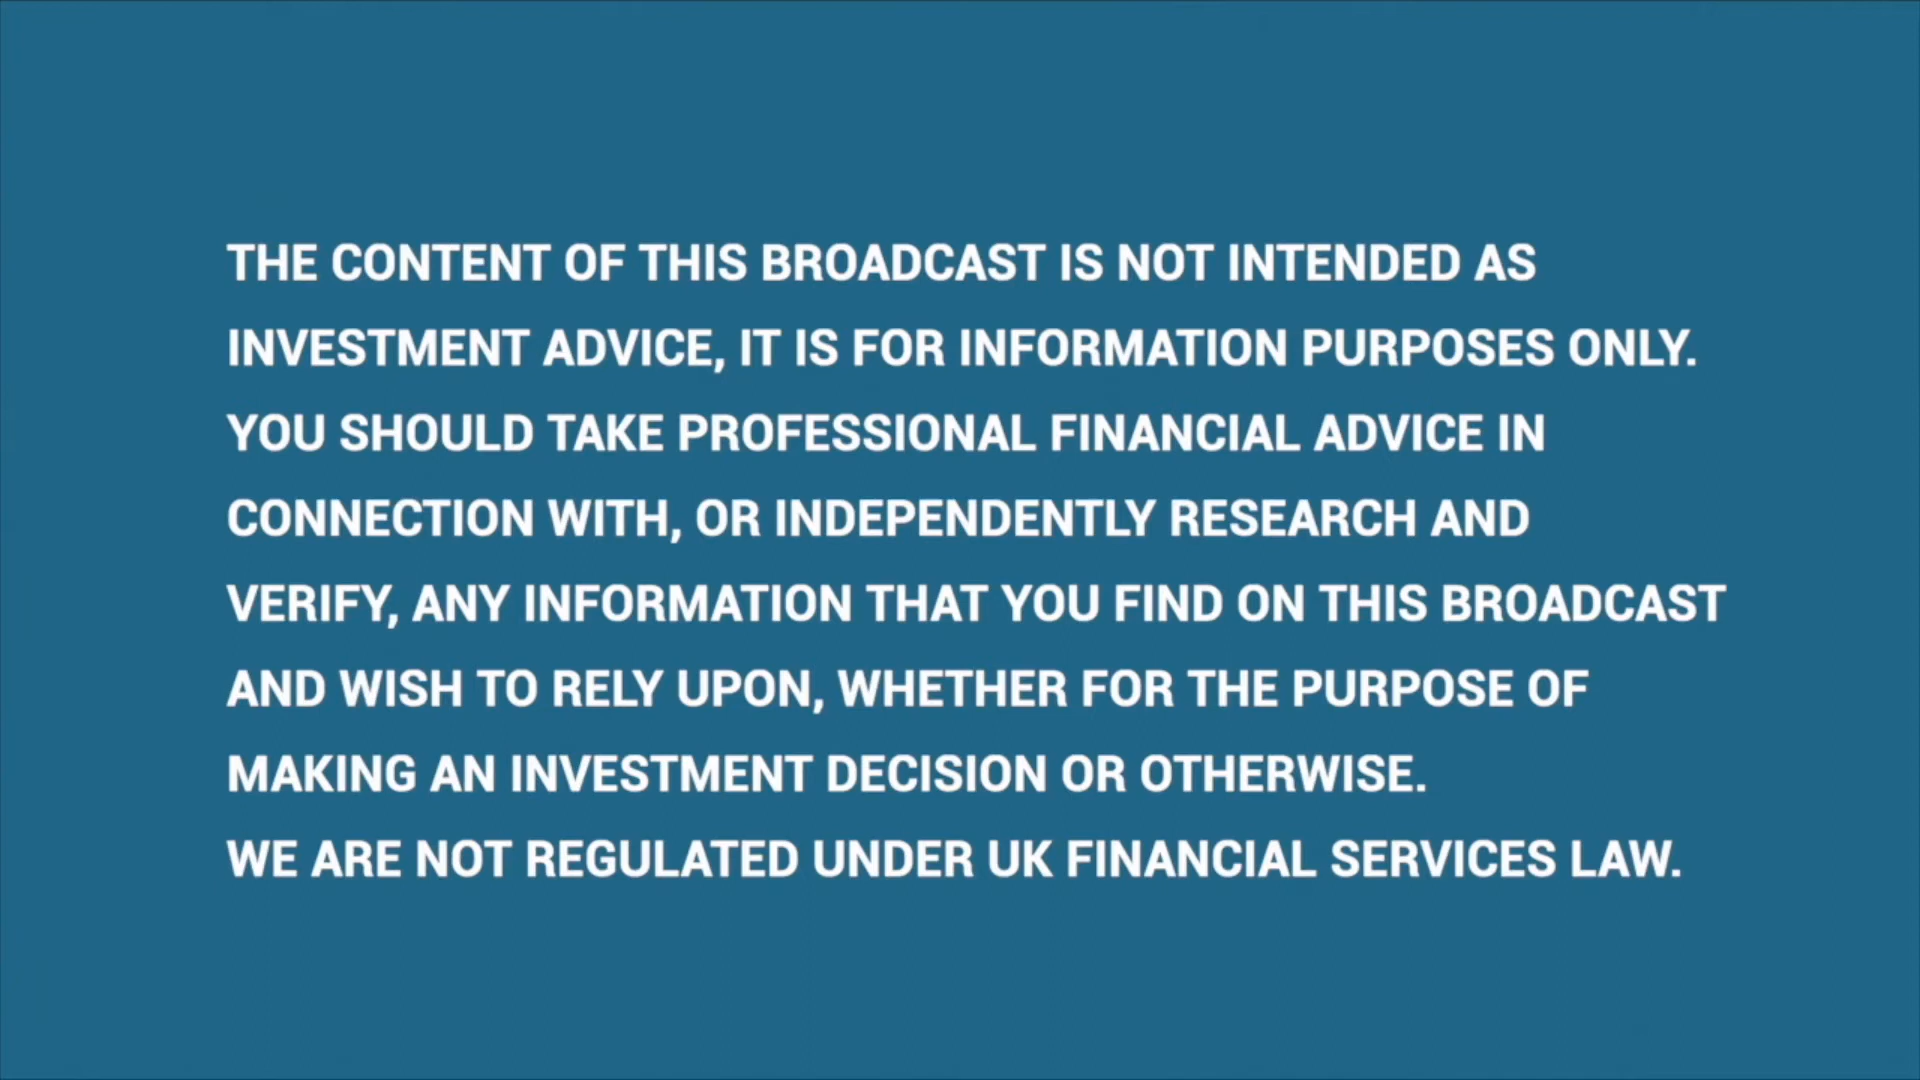 THE CONTENT OF THIS BROADCAST IS NOT INTENDED AS
INVESTMENT ADVICE, IT IS FOR INFORMATION PURPOSES ONLY.
YOU SHOULD TAKE PROFESSIONAL FINANCIAL ADVICE IN
CONNECTION WITH, OR INDEPENDENTLY RESEARCH AND
VERIFY, ANY INFORMATION THAT YOU FIND ON THIS BROADCAST
AND WISH TO RELY UPON, WHETHER FOR THE PURPOSE OF
MAKING AN INVESTMENT DECISION OR OTHERWISE.
WE ARE NOT REGULATED UNDER UK FINANCIAL SERVICES LAW.